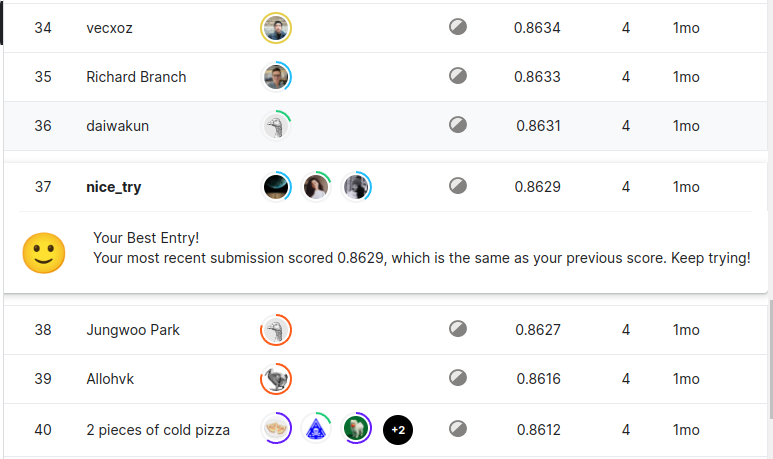 34 vecxoz 0.8634 4 1mo
35 Richard Branch 0.8633 4 1mo
36 daiwakun 0.8631 4 1mo
37 nice_try 0.8629 4 1mo
Your Best Entry!
Your most recent submission scored 0.8629, which is the same as your previous score. Keep trying!
38 Jungwoo Park 0.8627 4 1mo
39 Allohvk 0.8616 4 1mo
40 2 pieces of cold pizza +2 0.8612 4 1mo